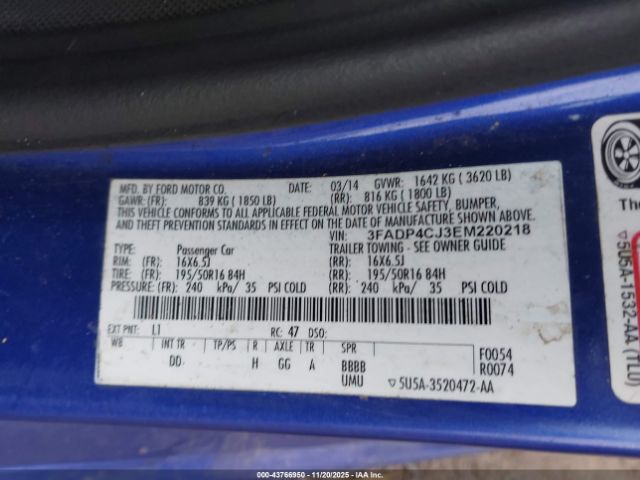 MFD. BY FORD MOTOR CO. DATE: 03/14 GVWR: 1642 KG ( 3620 LB)
GAWR: (FR): 839 KG ( 1850 LB) (RR): 816 KG ( 1800 LB)
THIS VEHICLE CONFORMS TO ALL APPLICABLE FEDERAL MOTOR VEHICLE SAFETY, BUMPER,
AND THEFT PREVENTION STANDARDS IN EFFECT ON THE DATE OF MANUFACTURE SHOWN ABOVE.
VIN: 3FADP4CJ3EM220218
TYPE: Passenger Car TRAILER TOWING - SEE OWNER GUIDE
RIM: (FR): 16X6.5J (RR): 16X6.5J
TIRE: (FR): 195/50R16 84H (RR): 195/50R16 84H
PRESSURE: (FR): 240 kPa/ 35 PSI COLD (RR): 240 kPa/ 35 PSI COLD
EXT PNT: L1 RC: 47 DSO:
WB INT TR TP/PS R AXLE TR SPR
DD H GG A BBBB
UMU
F0054
R0074
▽5U5A-3520472-AA
▽5U5A-1532-AA (TLU)
000-43766950 - 11/20/2025 - IAAI.COM